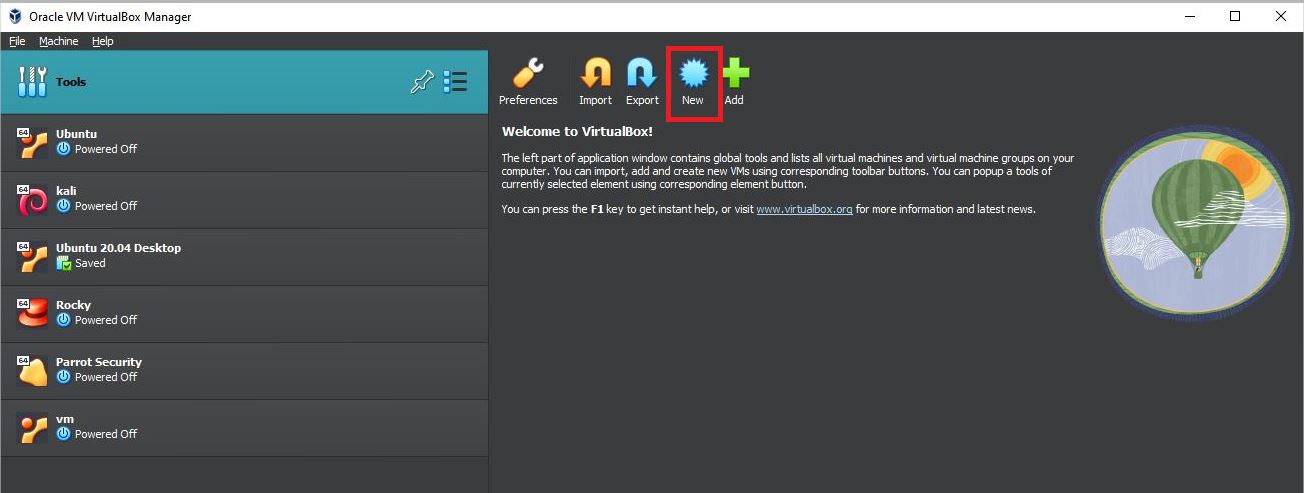 Oracle VM VirtualBox Manager
File Machine Help
Tools
Preferences Import Export New Add
Welcome to VirtualBox!
The left part of application window contains global tools and lists all virtual machines and virtual machine groups on your
computer. You can import, add and create new VMs using corresponding toolbar buttons. You can popup a tools of
currently selected element using corresponding element button.
You can press the F1 key to get instant help, or visit www.virtualbox.org for more information and latest news.
64
Ubuntu
Powered Off
64
kali
Powered Off
64
Ubuntu 20.04 Desktop
Saved
64
Rocky
Powered Off
64
Parrot Security
Powered Off
vm
Powered Off